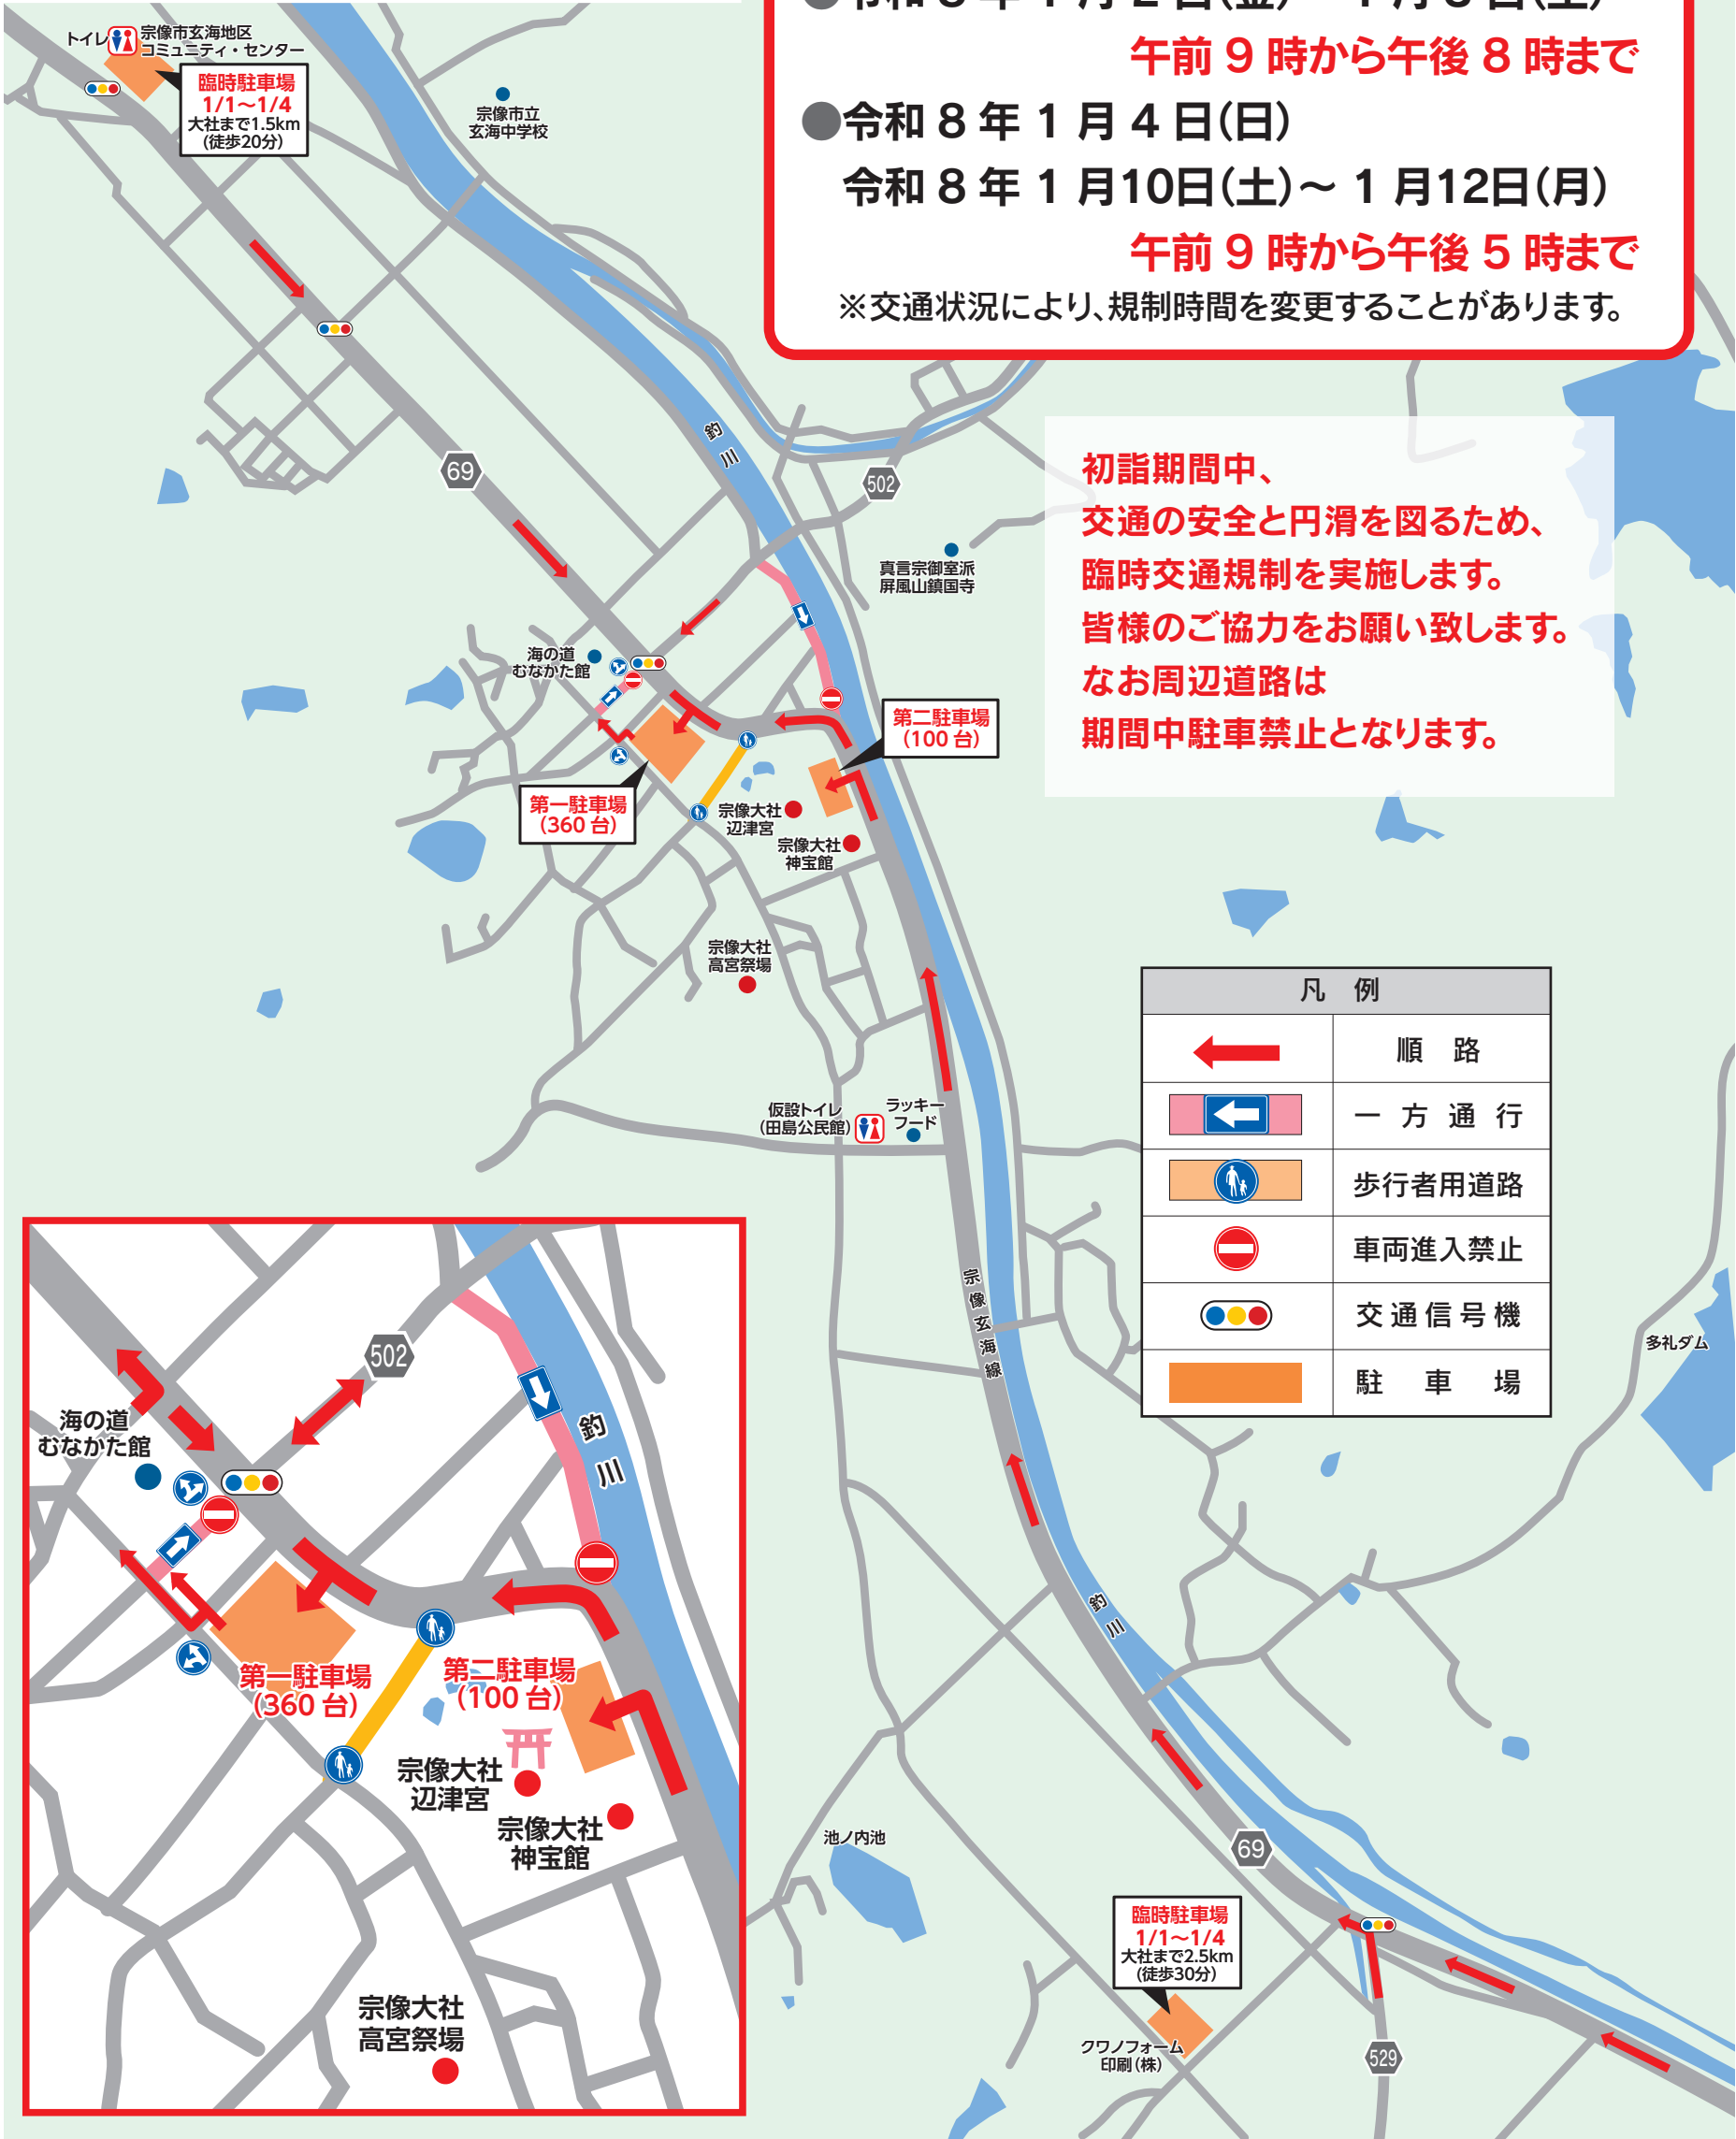 午前 9 時から午後 8 時まで
●令和 8 年 1 月 4 日(日)
令和 8 年 1 月10日(土)～ 1 月12日(月)
午前 9 時から午後 5 時まで
※交通状況により、規制時間を変更することがあります。
トイレ
宗像市玄海地区
コミュニティ・センター
臨時駐車場
1/1～1/4
大社まで1.5km
(徒歩20分)
宗像市立
玄海中学校
初詣期間中、
交通の安全と円滑を図るため、
臨時交通規制を実施します。
皆様のご協力をお願い致します。
なお周辺道路は
期間中駐車禁止となります。
釣川
69
502
真言宗御室派
屏風山鎮国寺
海の道
むなかた館
第二駐車場
(100 台)
第一駐車場
(360 台)
宗像大社
辺津宮
宗像大社
神宝館
宗像大社
高宮祭場
仮設トイレ
(田島公民館)
ラッキー
フード
凡 例
順 路
一 方 通 行
歩行者用道路
車両進入禁止
交通信号機
駐 車 場
宗像玄海線
多礼ダム
釣川
池ノ内池
69
臨時駐車場
1/1～1/4
大社まで2.5km
(徒歩30分)
クワノフォーム
印刷(株)
529
502
海の道
むなかた館
釣川
第一駐車場
(360 台)
第二駐車場
(100 台)
宗像大社
辺津宮
宗像大社
神宝館
宗像大社
高宮祭場